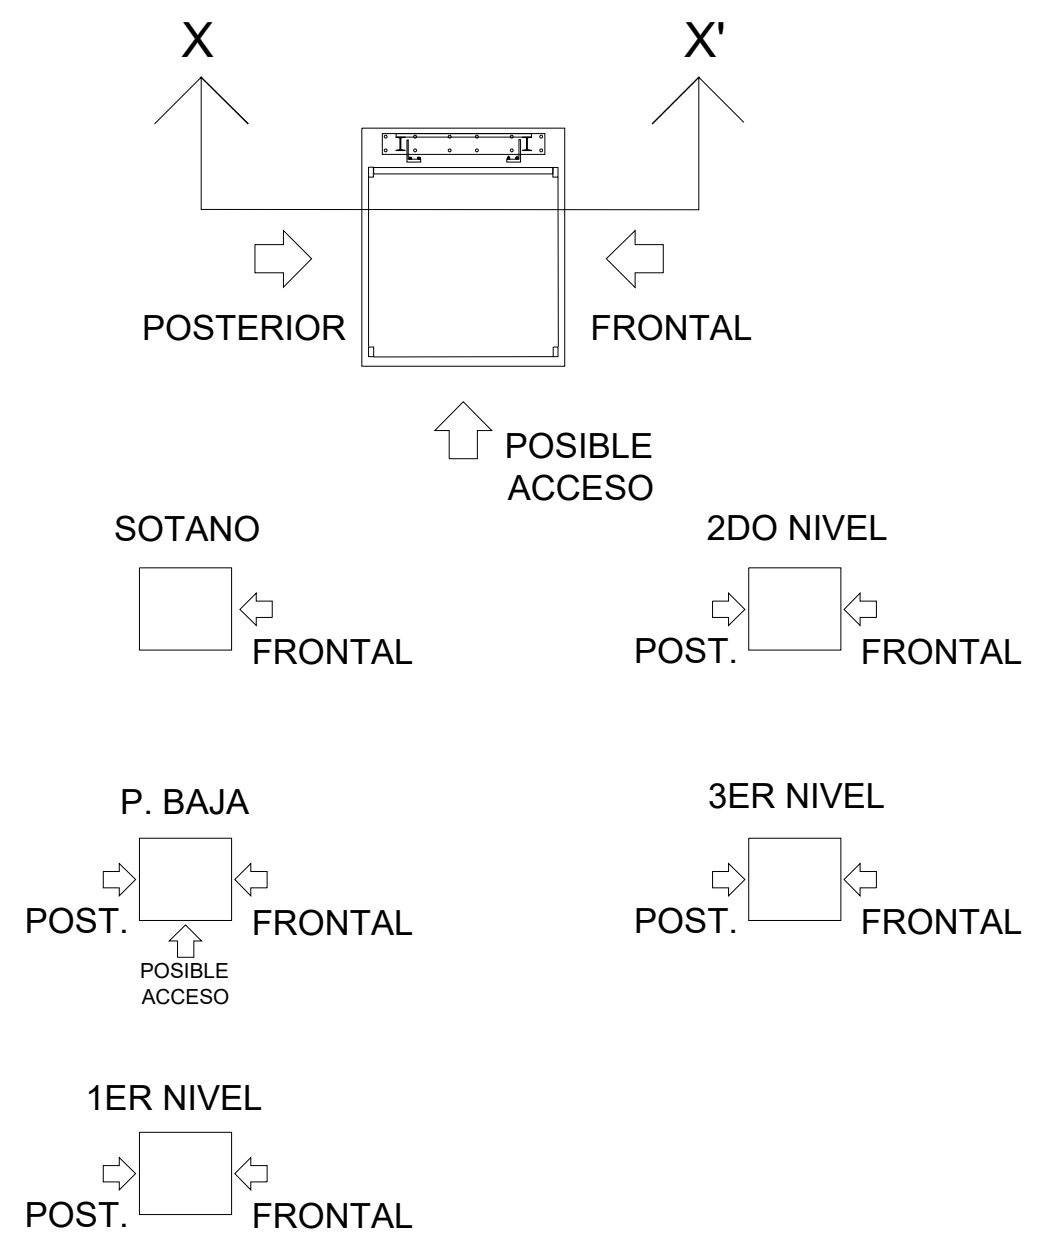 X
X'
POSTERIOR
FRONTAL
POSIBLE
ACCESO
SOTANO
FRONTAL
2DO NIVEL
POST.
FRONTAL
P. BAJA
POST.
FRONTAL
POSIBLE
ACCESO
3ER NIVEL
POST.
FRONTAL
1ER NIVEL
POST.
FRONTAL